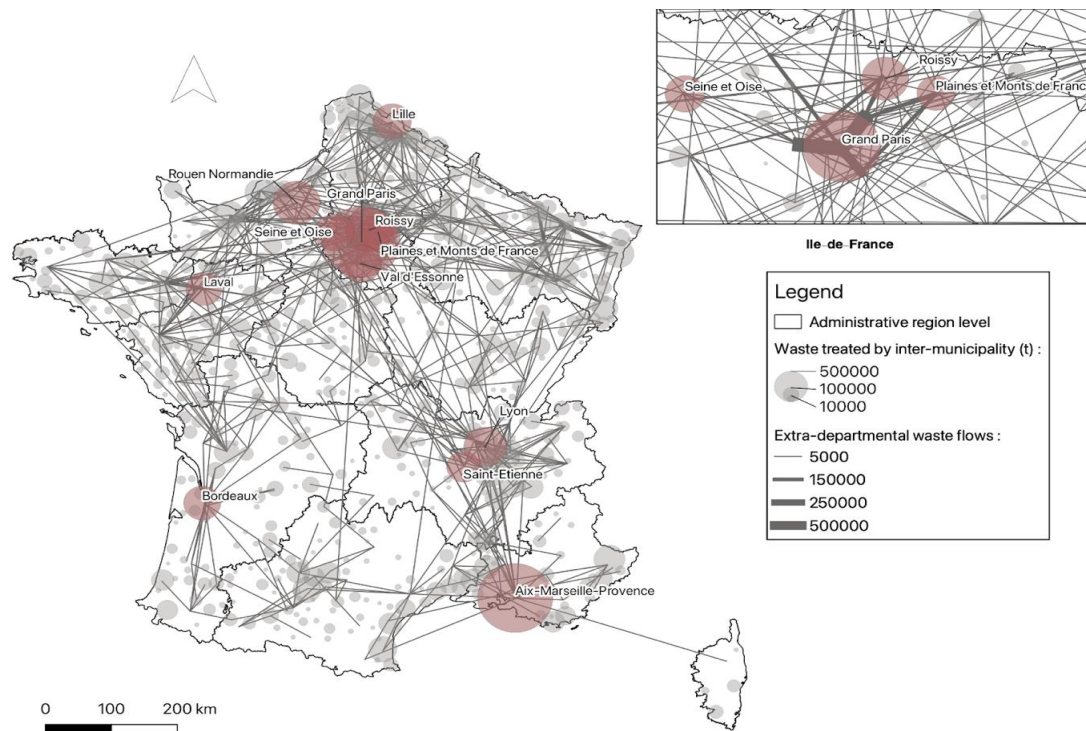 Lille
Rouen Normandie
Grand Paris
Roissy
Seine et Oise
Plaines et Monts de France
Val d'Essonne
Laval
Lyon
Saint-Etienne
Bordeaux
Aix-Marseille-Provence
0 100 200 km
Roissy
Seine et Oise
Plaines et Monts de France
Grand Paris
Ile-de-France
Legend
Administrative region level
Waste treated by inter-municipality (t) :
500000
100000
10000
Extra-departmental waste flows :
5000
150000
250000
500000